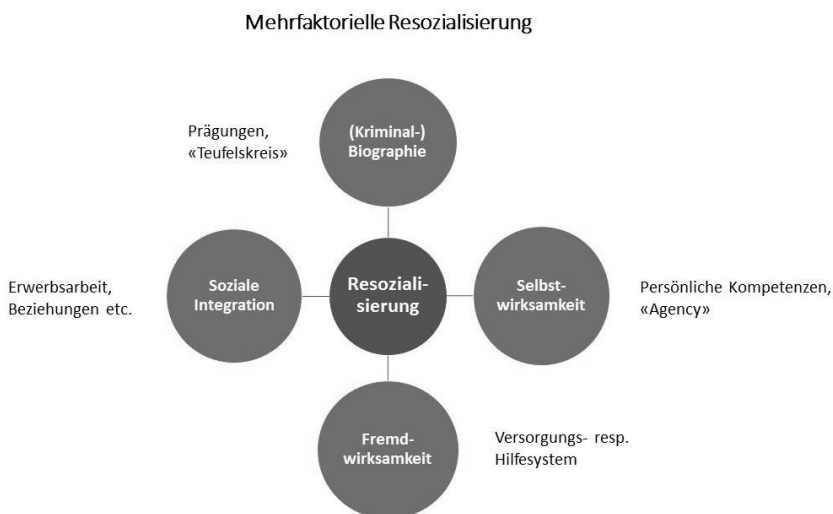 Mehrfaktorielle Resozialisierung
Prägung,
«Teufelskreis»
(Kriminal-)
Biographie
Erwerbsarbeit,
Beziehungen etc.
Soziale
Integration
Resoziali-
sierung
Selbst-
wirksamkeit
Persönliche Kompetenzen,
«Agency»
Fremd-
wirksamkeit
Versorgungs- resp.
Hilfesystem